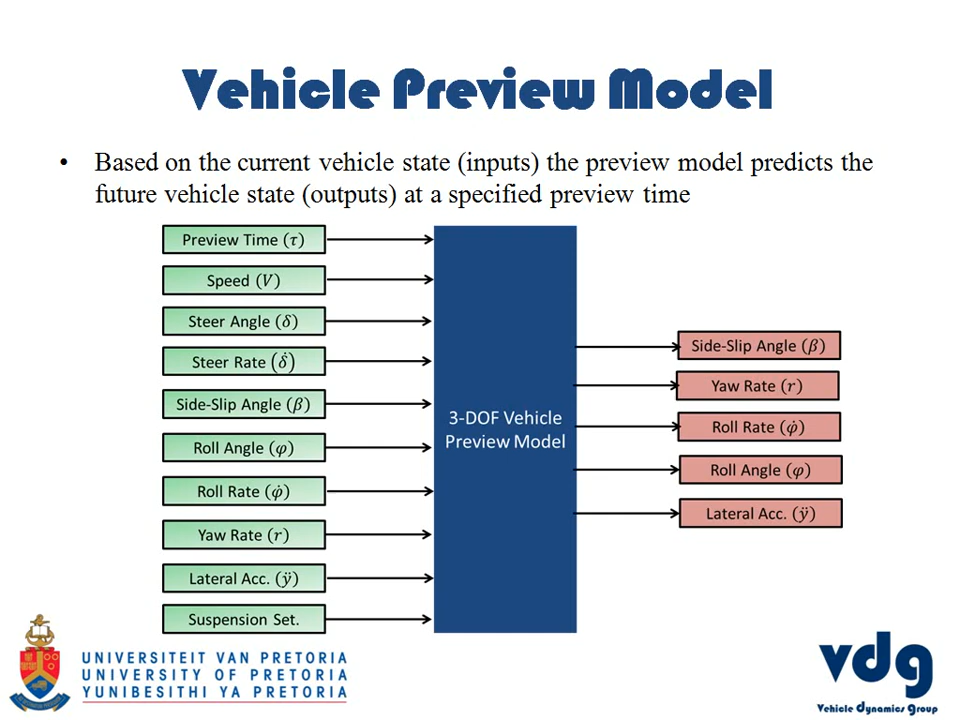 Vehicle Preview Model
• Based on the current vehicle state (inputs) the preview model predicts the
future vehicle state (outputs) at a specified preview time
Preview Time (τ)
Speed (V)
Steer Angle (δ)
Steer Rate (δ̇)
Side-Slip Angle (β)
Roll Angle (φ)
Roll Rate (φ̇)
Yaw Rate (r)
Lateral Acc. (ÿ)
Suspension Set.
3-DOF Vehicle
Preview Model
Side-Slip Angle (β)
Yaw Rate (r)
Roll Rate (φ̇)
Roll Angle (φ)
Lateral Acc. (ÿ)
UNIVERSITEIT VAN PRETORIA
UNIVERSITY OF PRETORIA
YUNIBESITHI YA PRETORIA
vdg
Vehicle Dynamics Group